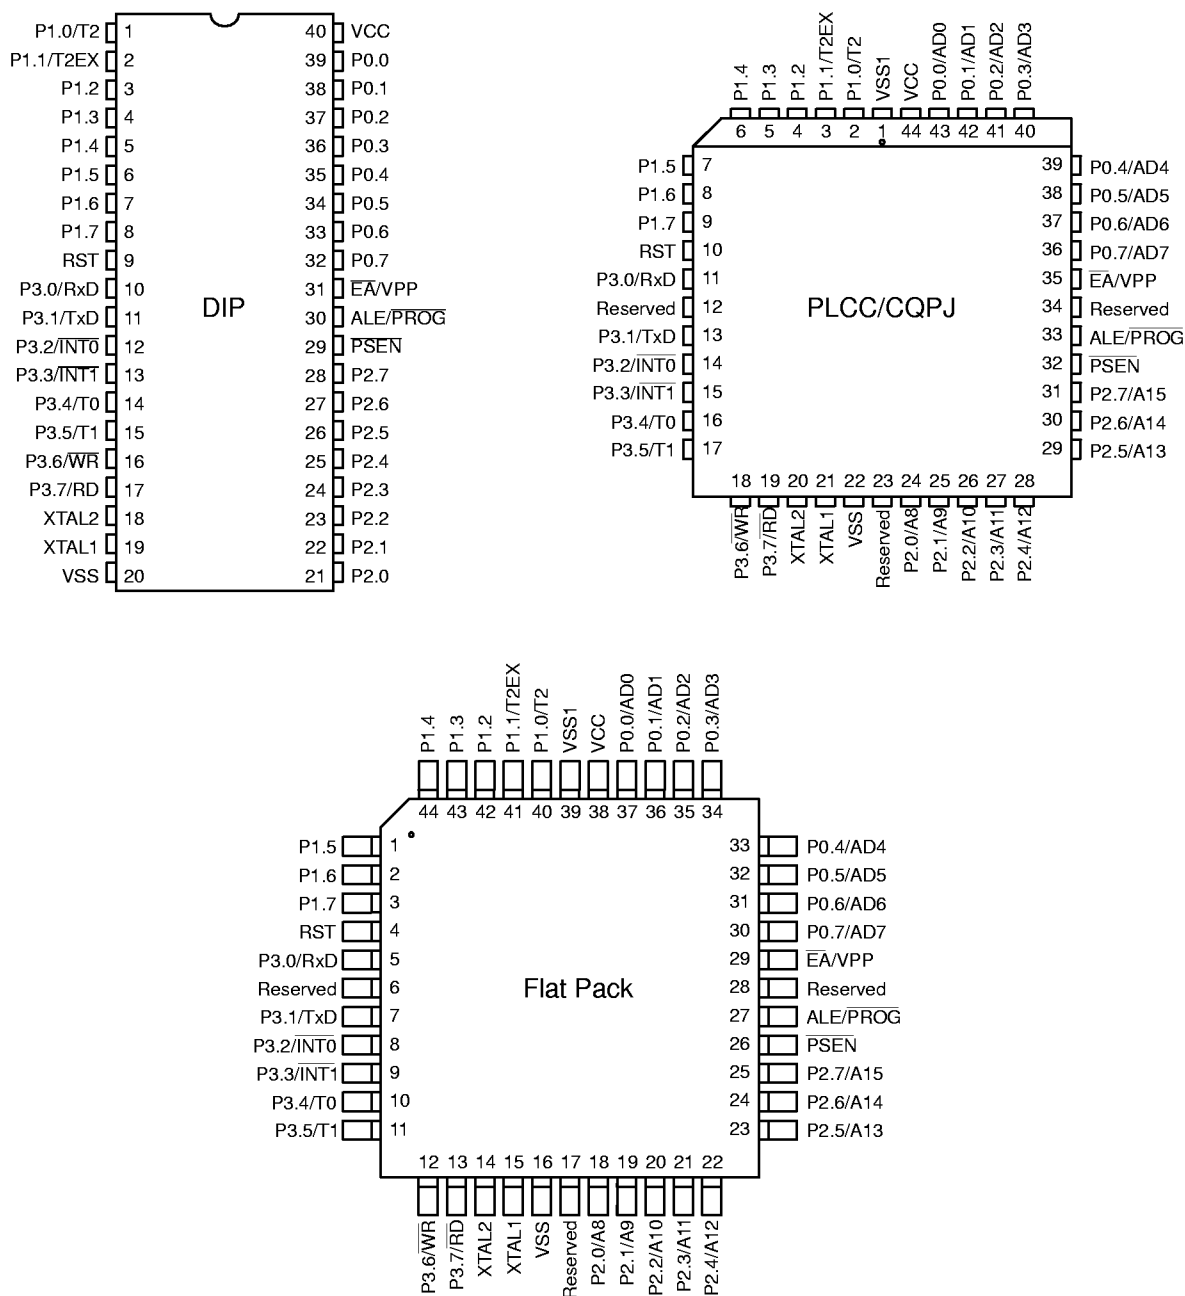 P1.0/T2 1 40 VCC
P1.1/T2EX 2 39 P0.0
P1.2 3 38 P0.1
P1.3 4 37 P0.2
P1.4 5 36 P0.3
P1.5 6 35 P0.4
P1.6 7 34 P0.5
P1.7 8 33 P0.6
RST 9 32 P0.7
P3.0/RxD 10 31 EA/VPP
P3.1/TxD 11 DIP 30 ALE/PROG
P3.2/INT0 12 29 PSEN
P3.3/INT1 13 28 P2.7
P3.4/T0 14 27 P2.6
P3.5/T1 15 26 P2.5
P3.6/WR 16 25 P2.4
P3.7/RD 17 24 P2.3
XTAL2 18 23 P2.2
XTAL1 19 22 P2.1
VSS 20 21 P2.0
P1.4 P1.3 P1.2 P1.1/T2EX P1.0/T2 VSS1 VCC P0.0/AD0 P0.1/AD1 P0.2/AD2 P0.3/AD3
6 5 4 3 2 1 44 43 42 41 40
P1.5 7 39 P0.4/AD4
P1.6 8 38 P0.5/AD5
P1.7 9 37 P0.6/AD6
RST 10 36 P0.7/AD7
P3.0/RxD 11 35 EA/VPP
Reserved 12 PLCC/CQPJ 34 Reserved
P3.1/TxD 13 33 ALE/PROG
P3.2/INT0 14 32 PSEN
P3.3/INT1 15 31 P2.7/A15
P3.4/T0 16 30 P2.6/A14
P3.5/T1 17 29 P2.5/A13
18 19 20 21 22 23 24 25 26 27 28
P3.6/WR P3.7/RD XTAL2 XTAL1 VSS Reserved P2.0/A8 P2.1/A9 P2.2/A10 P2.3/A11 P2.4/A12
P1.4 P1.3 P1.2 P1.1/T2EX P1.0/T2 VSS1 VCC P0.0/AD0 P0.1/AD1 P0.2/AD2 P0.3/AD3
44 43 42 41 40 39 38 37 36 35 34
P1.5 1 33 P0.4/AD4
P1.6 2 32 P0.5/AD5
P1.7 3 31 P0.6/AD6
RST 4 30 P0.7/AD7
P3.0/RxD 5 29 EA/VPP
Reserved 6 Flat Pack 28 Reserved
P3.1/TxD 7 27 ALE/PROG
P3.2/INT0 8 26 PSEN
P3.3/INT1 9 25 P2.7/A15
P3.4/T0 10 24 P2.6/A14
P3.5/T1 11 23 P2.5/A13
12 13 14 15 16 17 18 19 20 21 22
P3.6/WR P3.7/RD XTAL2 XTAL1 VSS Reserved P2.0/A8 P2.1/A9 P2.2/A10 P2.3/A11 P2.4/A12